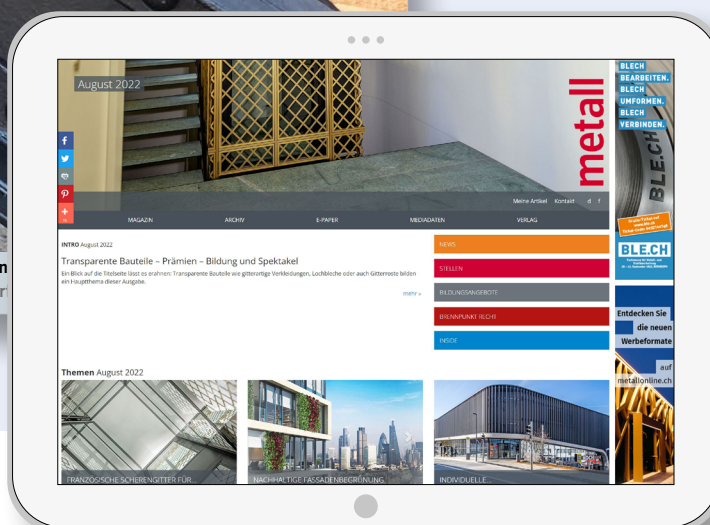 August 2022
metall
Meine Artikel Kontakt d f
MAGAZIN ARCHIV E-PAPER MEDIADATEN VERLAG
INTRO August 2022
Transparente Bauteile – Prämien – Bildung und Spektakel
Ein Blick auf die Titelseite lässt es erahnen: Transparente Bauteile wie gitterartige Verkleidungen, Lochbleche oder auch Gitterroste bilden
ein Hauptthema dieser Ausgabe.
mehr »
NEWS
STELLEN
BILDUNGSANGEBOTE
BRENNPUNKT RECHT
INSIDE
Themen August 2022
FRANZÖSISCHE SCHERENGITTER FÜR...
NACHHALTIGE FASSADENBEGRÜNUNG
INDIVIDUELLE...
BLECH
BEARBEITEN.
BLECH
UMFORMEN.
BLECH
VERBINDEN.
BLE.CH
BLE.CH
Entdecken Sie
die neuen
Werbeformate
auf
metallonline.ch